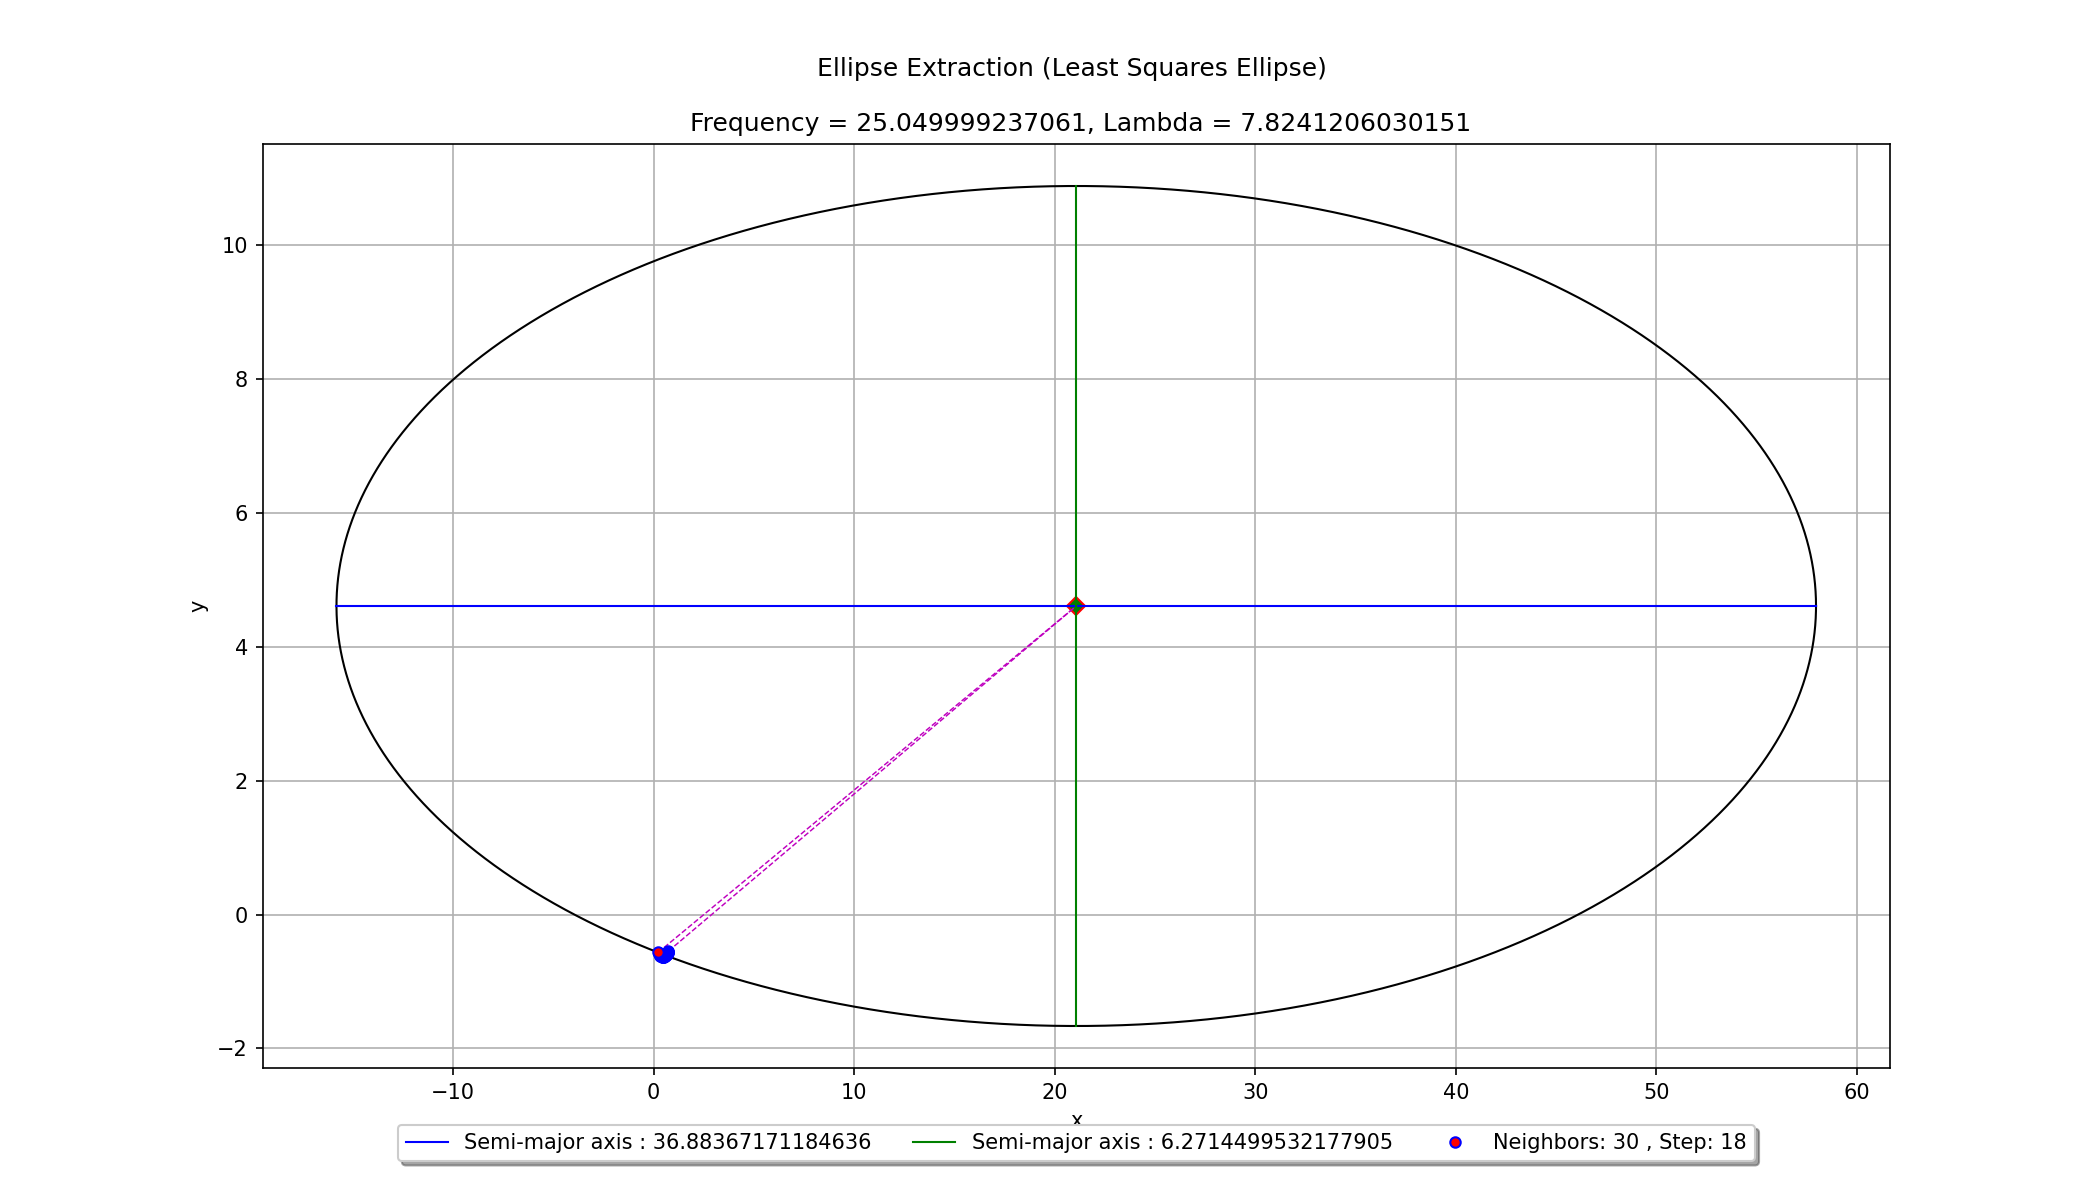 Ellipse Extraction (Least Squares Ellipse)
Frequency = 25.049999237061, Lambda = 7.8241206030151
10
8
6
4
2
0
−2
y
−10 0 10 20 30 40 50 60
x
Semi-major axis : 36.88367171184636 Semi-major axis : 6.2714499532177905 Neighbors: 30 , Step: 18